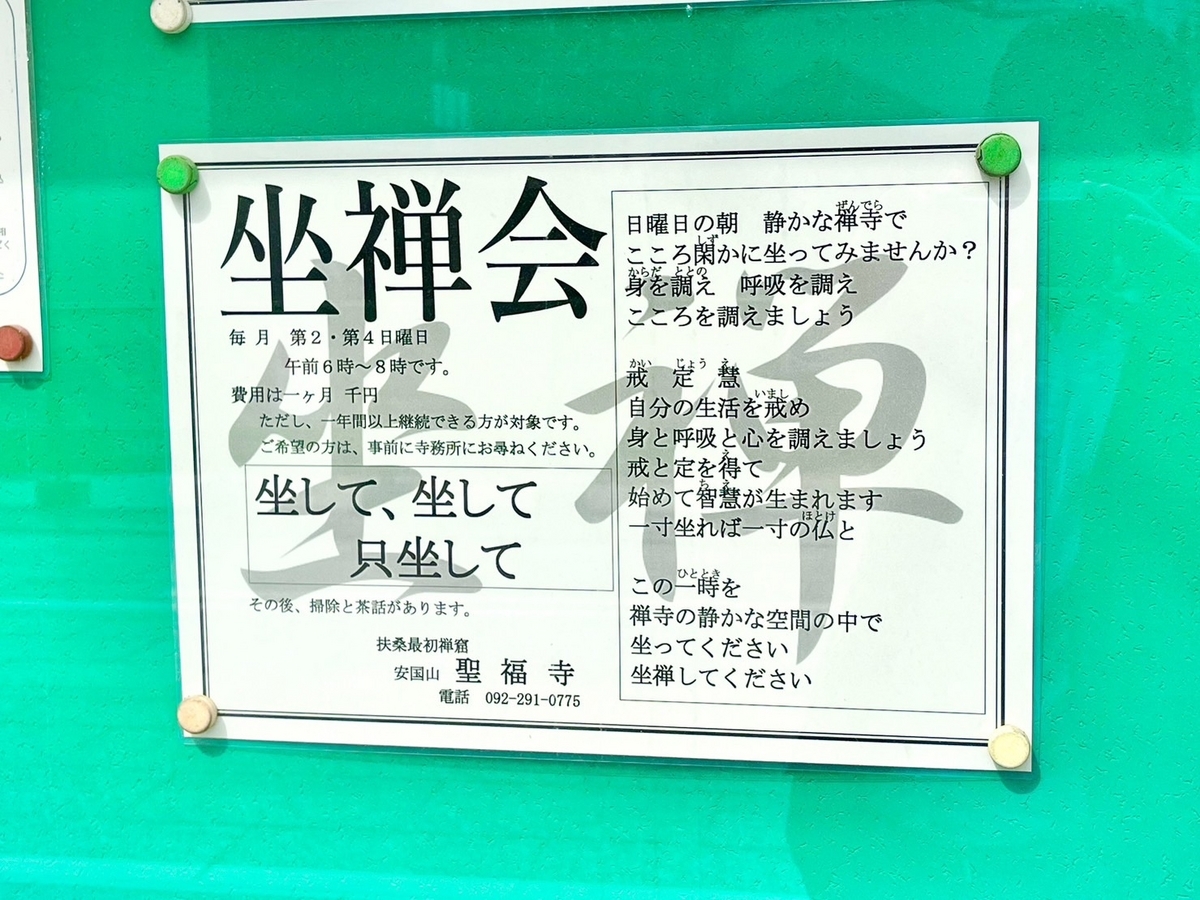 坐禅会
毎月 第2・第4日曜日
午前6時～8時です。
費用は一ヶ月 千円
ただし、一年間以上継続できる方が対象です。
ご希望の方は、事前に寺務所にお尋ねください。
坐して、坐して
只坐して
その後、掃除と茶話があります。
扶桑最初禅窟
安国山 聖福寺
電話 092-291-0775
日曜日の朝 静かな禅寺で
こころ閑かに坐ってみませんか?
身を調え 呼吸を調え
こころを調えましょう
戒 定 慧
自分の生活を戒め
身と呼吸と心を調えましょう
戒と定を得て
始めて智慧が生まれます
一寸坐れば一寸の仏と
この一時を
禅寺の静かな空間の中で
坐ってください
坐禅してください